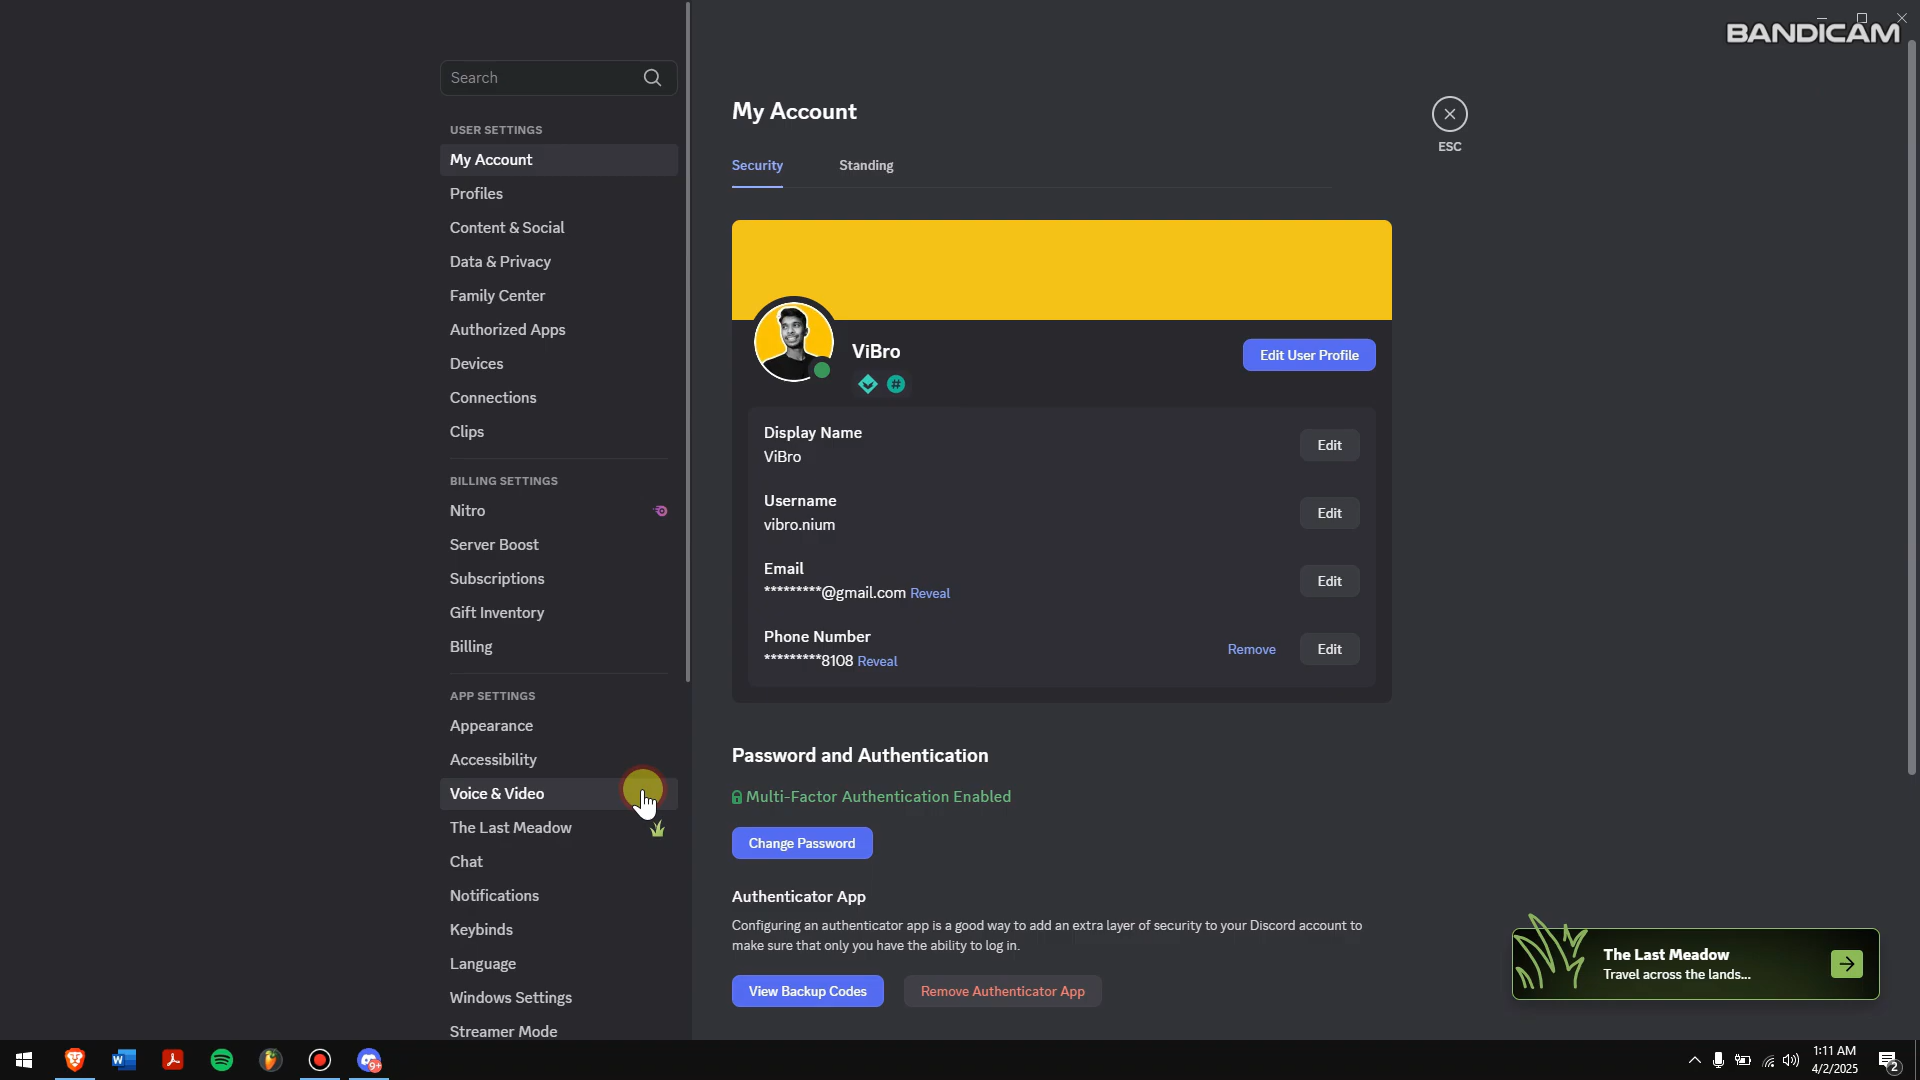 BANDICAM
Search
USER SETTINGS
My Account
Profiles
Content & Social
Data & Privacy
Family Center
Authorized Apps
Devices
Connections
Clips
BILLING SETTINGS
Nitro
Server Boost
Subscriptions
Gift Inventory
Billing
APP SETTINGS
Appearance
Accessibility
Voice & Video
The Last Meadow
Chat
Notifications
Keybinds
Language
Windows Settings
Streamer Mode
My Account
ESC
Security Standing
ViBro
Edit User Profile
Display Name
ViBro
Edit
Username
vibro.nium
Edit
Email
*********@gmail.com Reveal
Edit
Phone Number
*********8108 Reveal
Remove Edit
Password and Authentication
Multi-Factor Authentication Enabled
Change Password
Authenticator App
Configuring an authenticator app is a good way to add an extra layer of security to your Discord account to
make sure that only you have the ability to log in.
View Backup Codes Remove Authenticator App
The Last Meadow
Travel across the lands...
W
9+
1:11 AM
4/2/2025
2